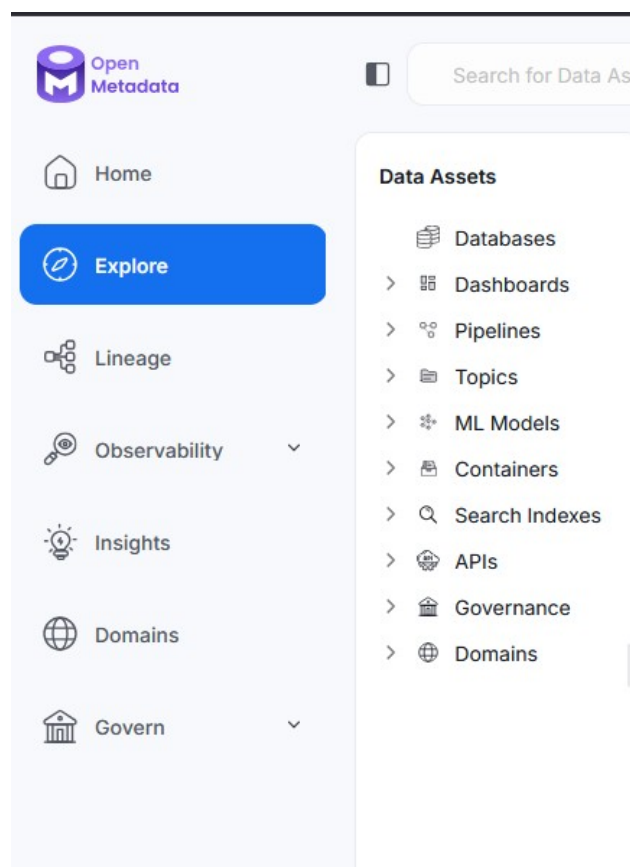 Open
Metadata
Search for Data As
Home
Explore
Lineage
Observability
Insights
Domains
Govern
Data Assets
Databases
Dashboards
Pipelines
Topics
ML Models
Containers
Search Indexes
APIs
Governance
Domains